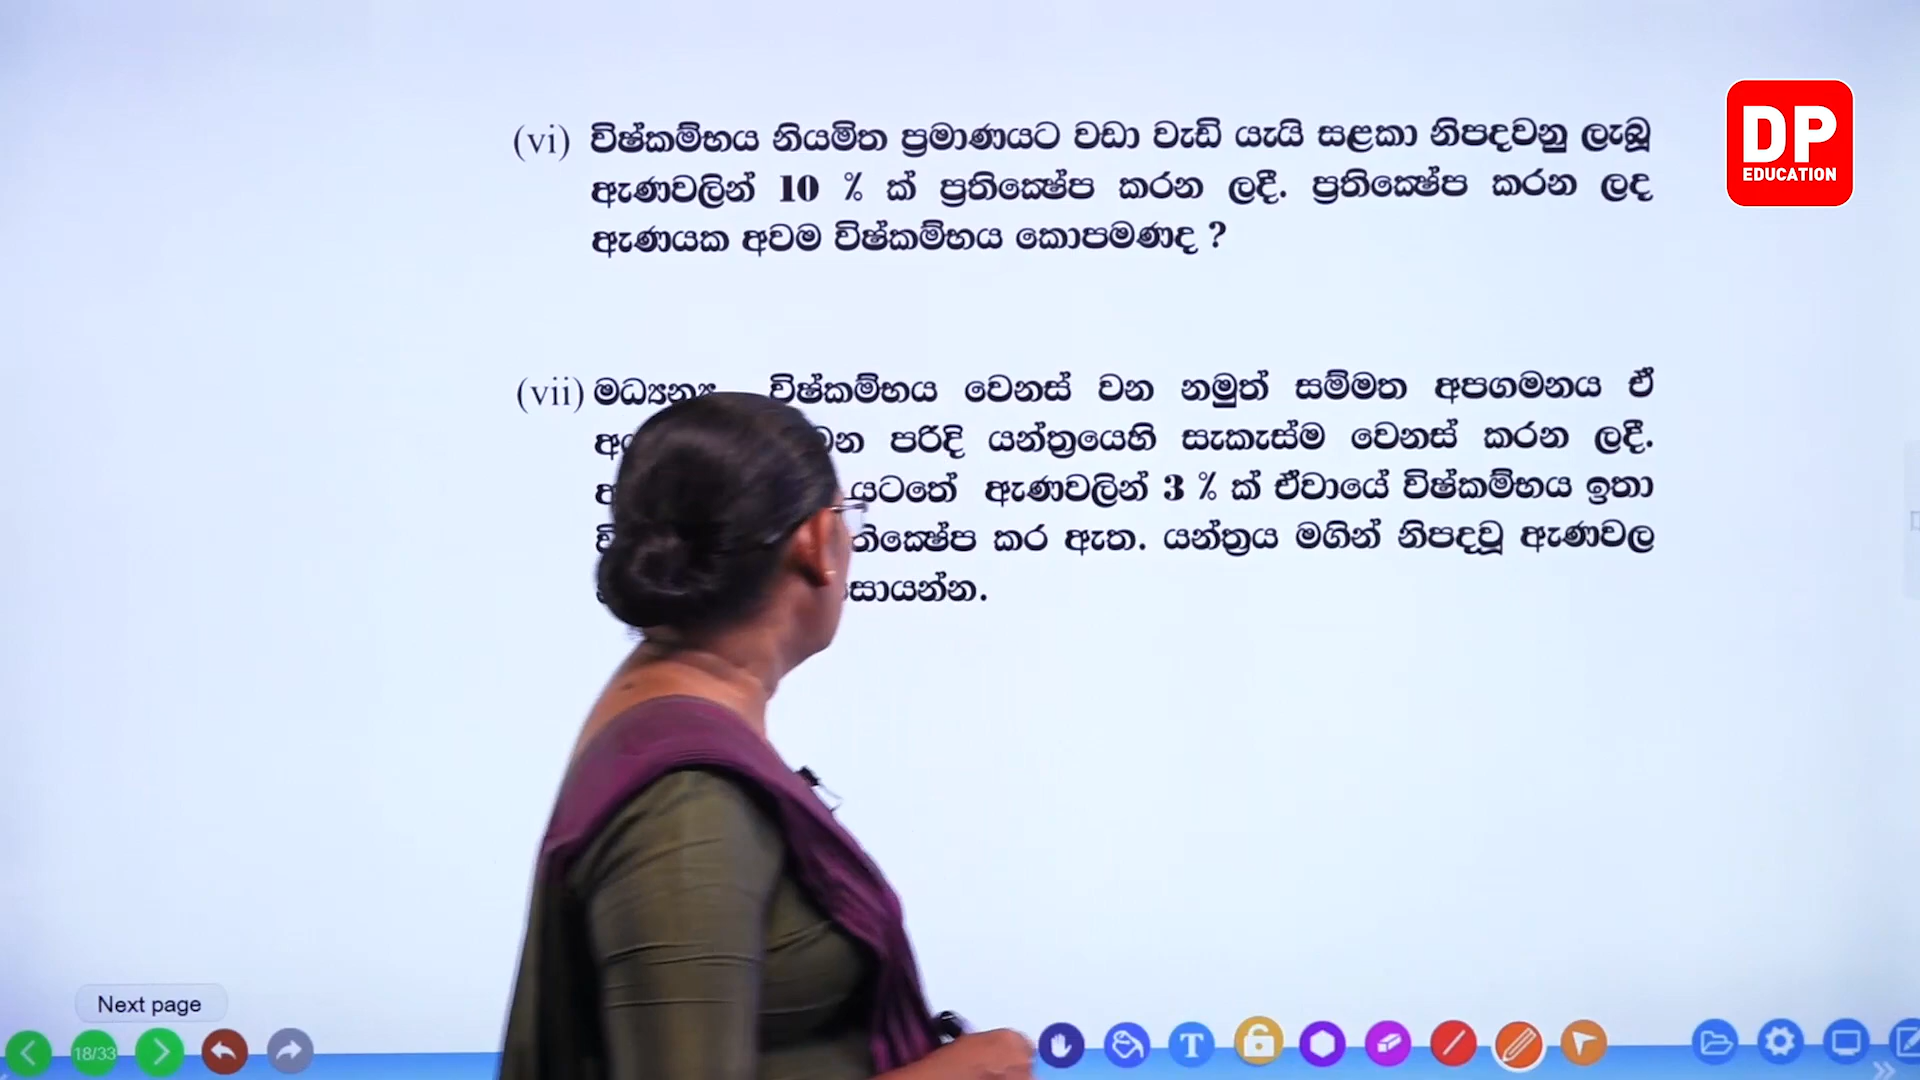 DP
EDUCATION
(vi) විෂ්කම්භය නියමිත ප්‍රමාණයට වඩා වැඩි යැයි සළකා නිපදවනු ලැබූ
ඇණවලින් 10 % ක් ප්‍රතික්ෂේප කරන ලදී. ප්‍රතික්ෂේප කරන ලද
ඇණයක අවම විෂ්කම්භය කොපමණද ?
(vii) මධ්‍යන්‍ය විෂ්කම්භය වෙනස් වන නමුත් සම්මත අපගමනය ඒ
පරිදි යන්ත්‍රයෙහි සැකැස්ම වෙනස් කරන ලදී.
යටතේ ඇණවලින් 3 % ක් ඒවායේ විෂ්කම්භය ඉතා
කර ඇත. යන්ත්‍රය මගින් නිපදවූ ඇණවල
Next page
18/33
T